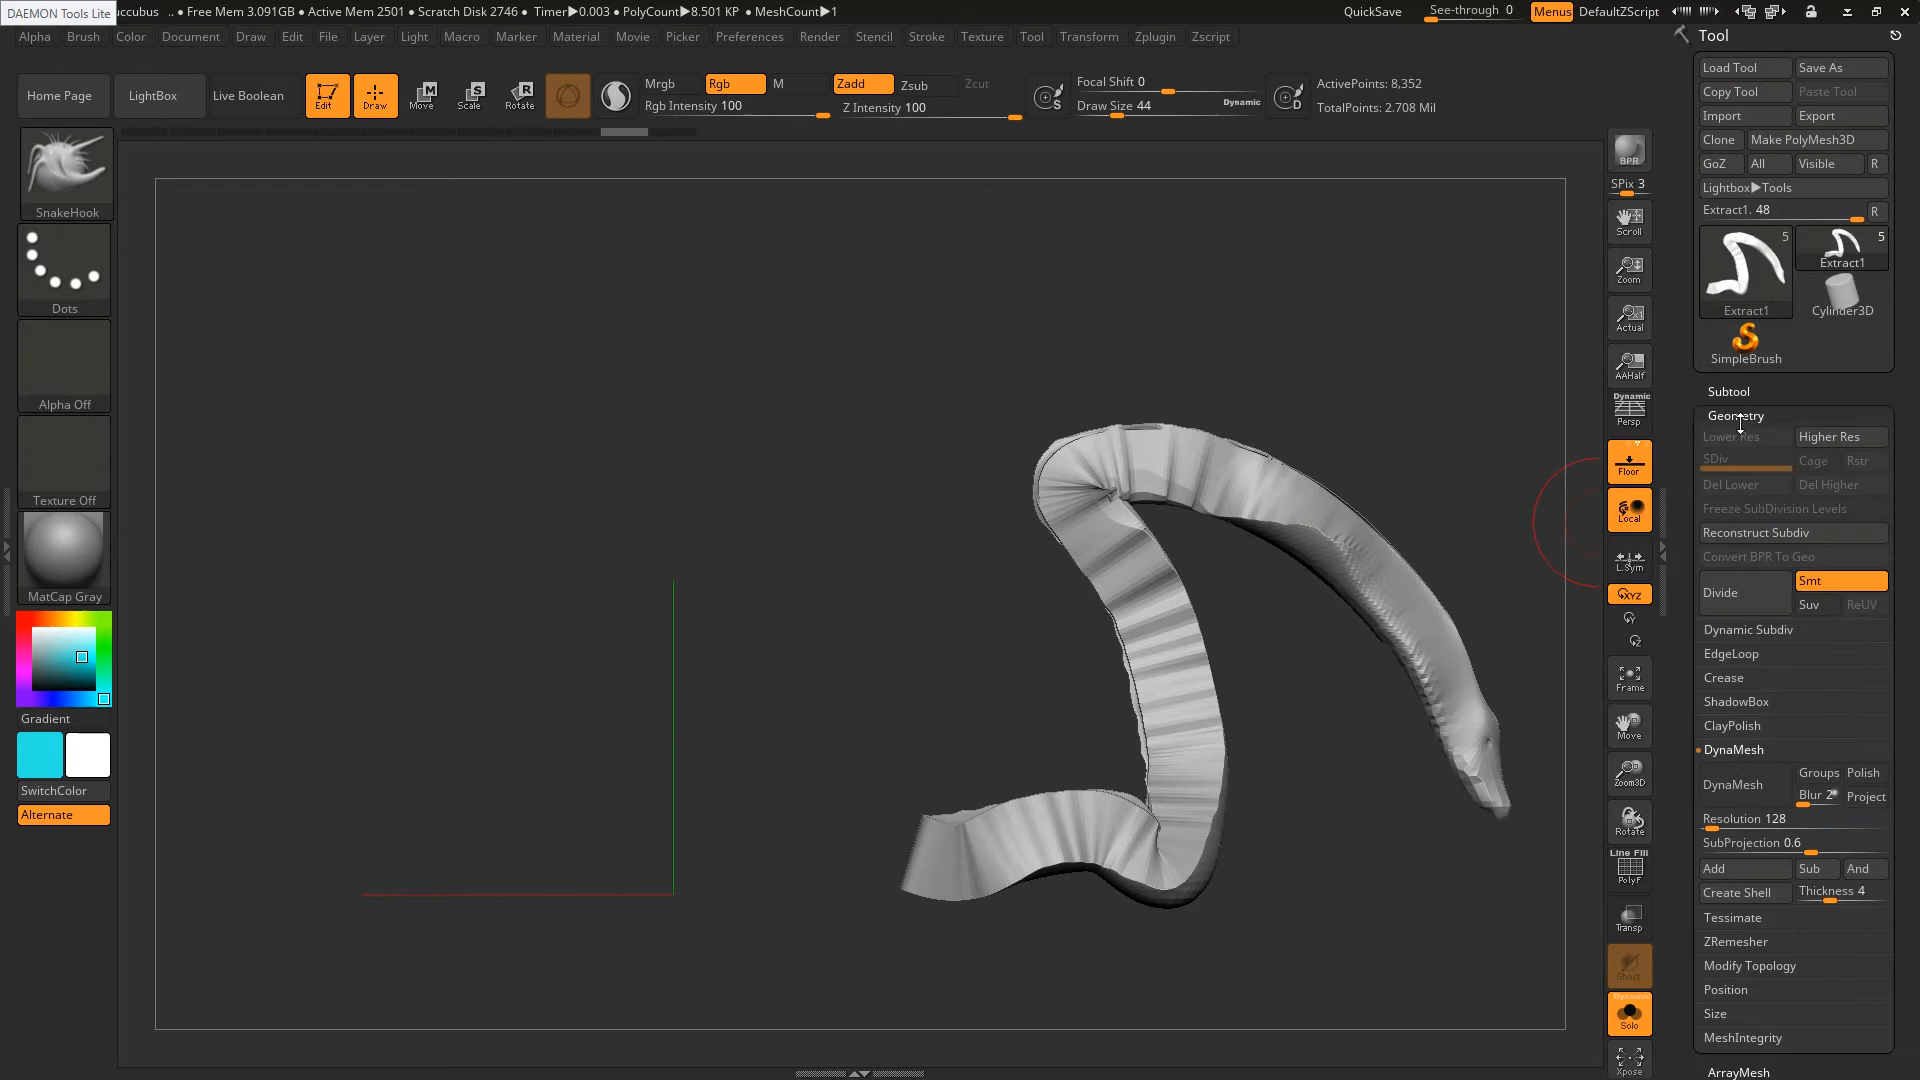 DAEMON Tools Lite
ccubus .. ● Free Mem 3.091GB ● Active Mem 2501 ● Scratch Disk 2746 ● Timer▶0.003 ● PolyCount▶8.501 KP ● MeshCount▶1
QuickSave See-through 0 Menus DefaultZScript
Alpha Brush Color Document Draw Edit File Layer Light Macro Marker Material Movie Picker Preferences Render Stencil Stroke Texture Tool Transform Zplugin Zscript
Home Page LightBox Live Boolean Edit Draw Move Scale Rotate
Mrgb Rgb M Zadd Zsub Zcut
Rgb Intensity 100 Z Intensity 100
Focal Shift 0
Draw Size 44 Dynamic
ActivePoints: 8,352
TotalPoints: 2.708 Mil
SnakeHook
Dots
Alpha Off
Texture Off
MatCap Gray
Gradient
SwitchColor
Alternate
BPR
SPix 3
Scroll
Zoom
Actual
AAHalf
Dynamic
Persp
Floor
Local
L.Sym
XYZ
Frame
Move
Zoom3D
Rotate
Line Fill
PolyF
Transp
Ghost
Dynamic
Solo
Xpose
Tool
Load Tool Save As
Copy Tool Paste Tool
Import Export
Clone Make PolyMesh3D
GoZ All Visible R
Lightbox▶Tools
Extract1. 48 R
5 5
Extract1
Extract1 Cylinder3D
SimpleBrush
Subtool
Geometry
Lower Res Higher Res
SDiv Cage Rstr
Del Lower Del Higher
Freeze SubDivision Levels
Reconstruct Subdiv
Convert BPR To Geo
Divide Smt
Suv ReUV
Dynamic Subdiv
EdgeLoop
Crease
ShadowBox
ClayPolish
DynaMesh
DynaMesh Groups Polish
Blur 2 Project
Resolution 128
SubProjection 0.6
Add Sub And
Create Shell Thickness 4
Tessimate
ZRemesher
Modify Topology
Position
Size
MeshIntegrity
ArrayMesh